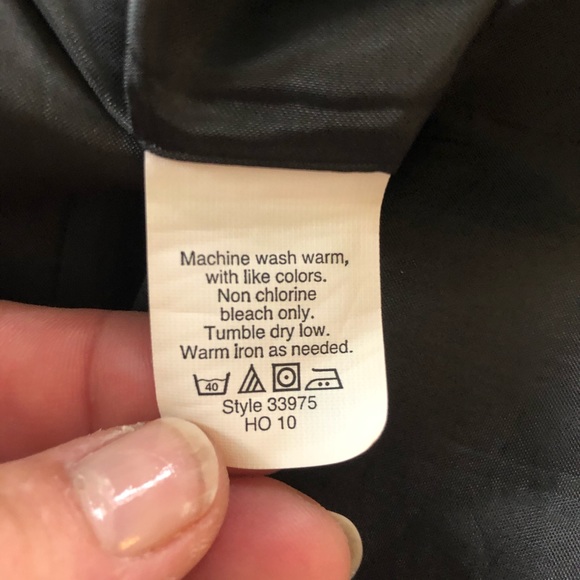 Machine wash warm,
with like colors.
Non chlorine
bleach only.
Tumble dry low.
Warm Iron as needed.
40
Style 33975
HO 10